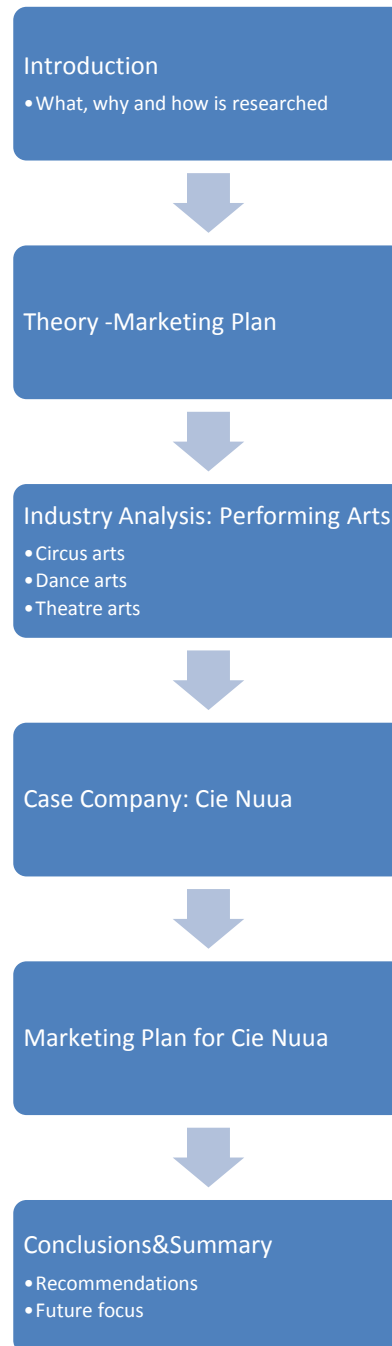 Introduction
•What, why and how is researched
Theory -Marketing Plan
Industry Analysis: Performing Arts
•Circus arts
•Dance arts
•Theatre arts
Case Company: Cie Nuua
Marketing Plan for Cie Nuua
Conclusions&Summary
•Recommendations
•Future focus